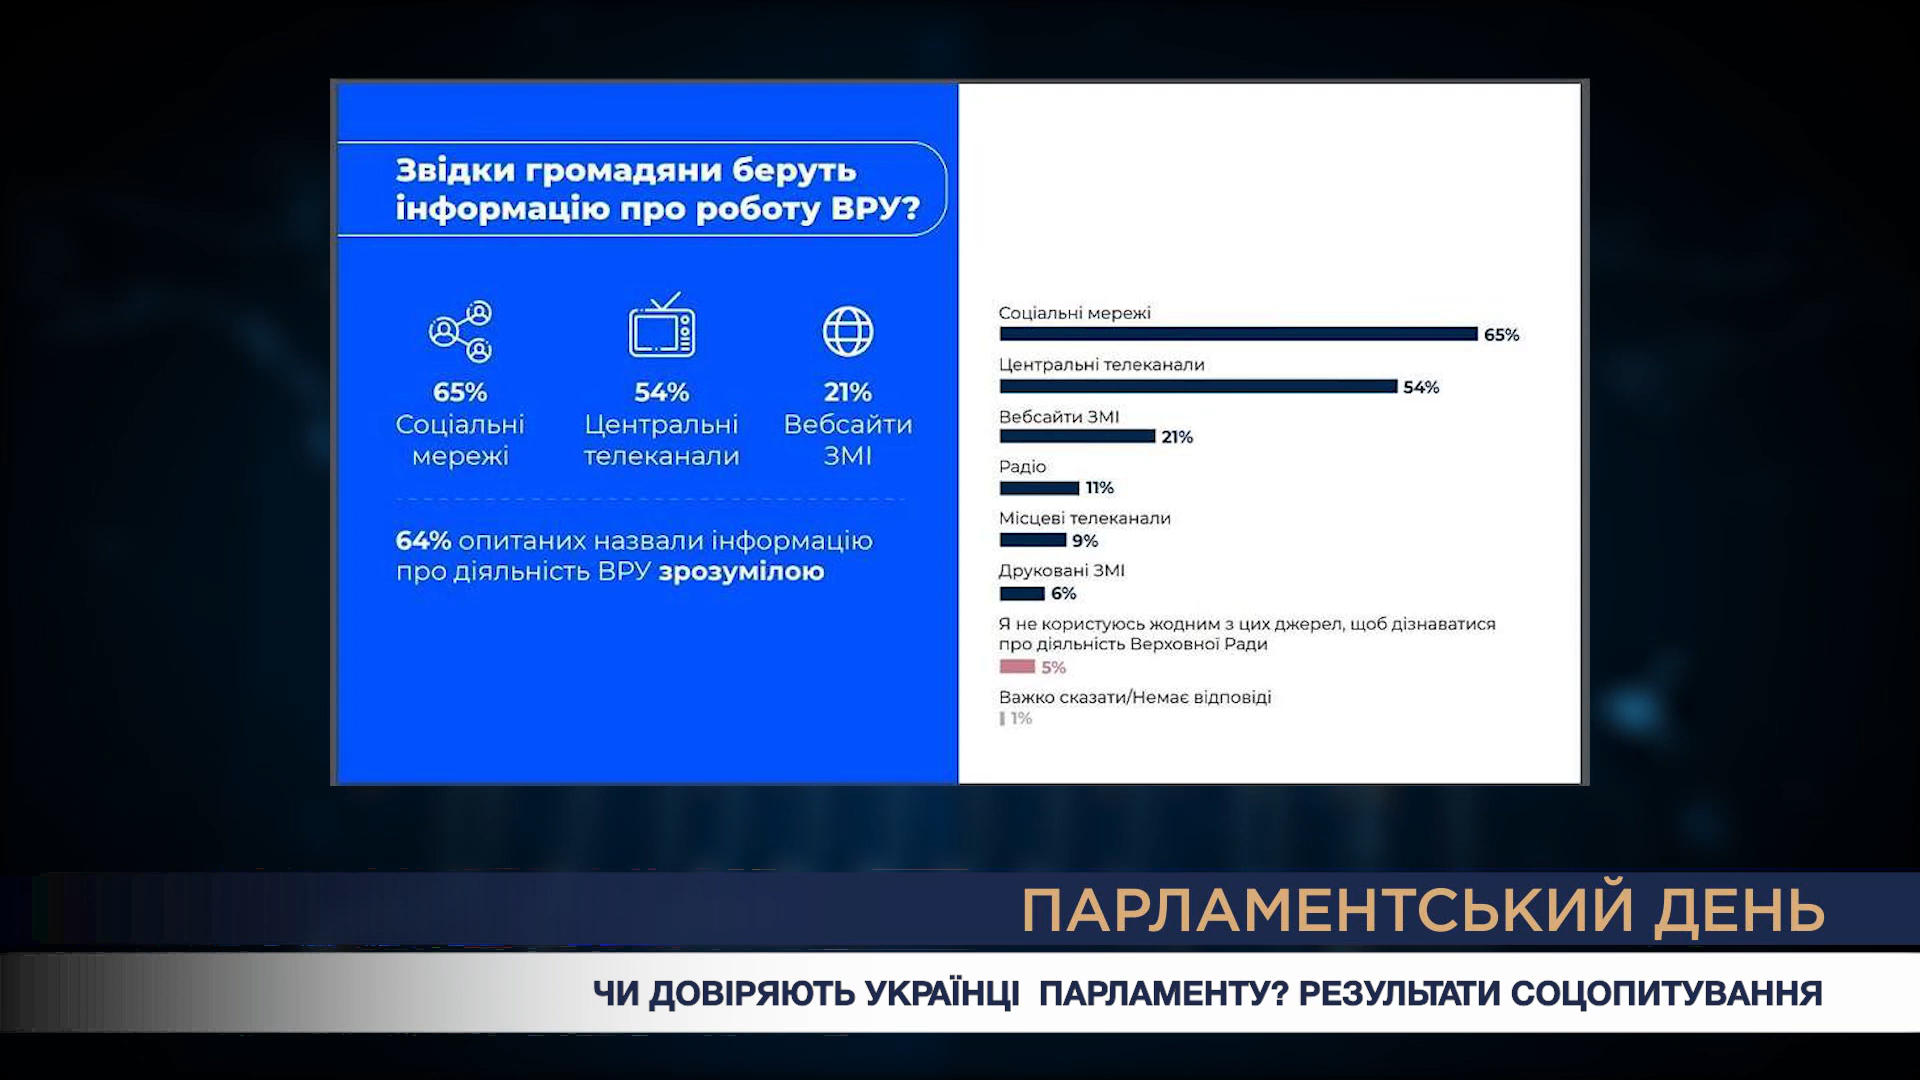 Звідки громадяни беруть
інформацію про роботу ВРУ?
65%
Соціальні
мережі
54%
Центральні
телеканали
21%
Вебсайти
ЗМІ
64% опитаних назвали інформацію
про діяльність ВРУ зрозумілою
Соціальні мережі
65%
Центральні телеканали
54%
Вебсайти ЗМІ
21%
Радіо
11%
Місцеві телеканали
9%
Друковані ЗМІ
6%
Я не користуюсь жодним з цих джерел, щоб дізнаватися
про діяльність Верховної Ради
5%
Важко сказати/Немає відповіді
1%
ПАРЛАМЕНТСЬКИЙ ДЕНЬ
ЧИ ДОВІРЯЮТЬ УКРАЇНЦІ ПАРЛАМЕНТУ? РЕЗУЛЬТАТИ СОЦОПИТУВАННЯ